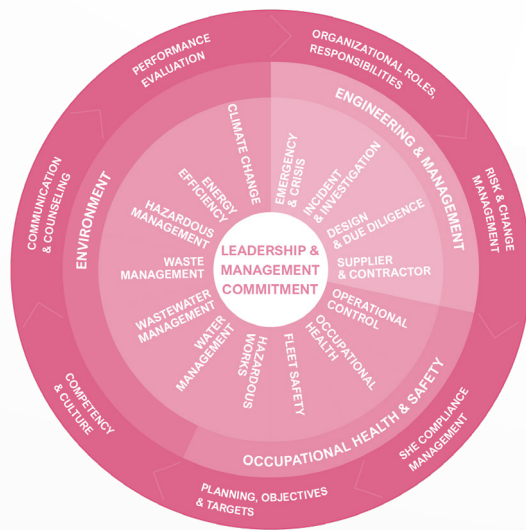 ORGANIZATIONAL ROLES,
RESPONSIBILITIES
RISK & CHANGE
MANAGEMENT
SHE COMPLIANCE
MANAGEMENT
PLANNING, OBJECTIVES
& TARGETS
COMPETENCY
& CULTURE
COMMUNICATION
& COUNSELING
PERFORMANCE
EVALUATION
ENGINEERING & MANAGEMENT
OCCUPATIONAL HEALTH & SAFETY
ENVIRONMENT
EMERGENCY
& CRISIS
INCIDENT
& INVESTIGATION
DESIGN
& DUE DILIGENCE
SUPPLIER
& CONTRACTOR
OPERATIONAL
CONTROL
OCCUPATIONAL
HEALTH
FLEET SAFETY
HAZARDOUS
WORKS
WATER
MANAGEMENT
WASTEWATER
MANAGEMENT
WASTE
MANAGEMENT
HAZARDOUS
MANAGEMENT
ENERGY
EFFICIENCY
CLIMATE CHANGE
LEADERSHIP &
MANAGEMENT
COMMITMENT